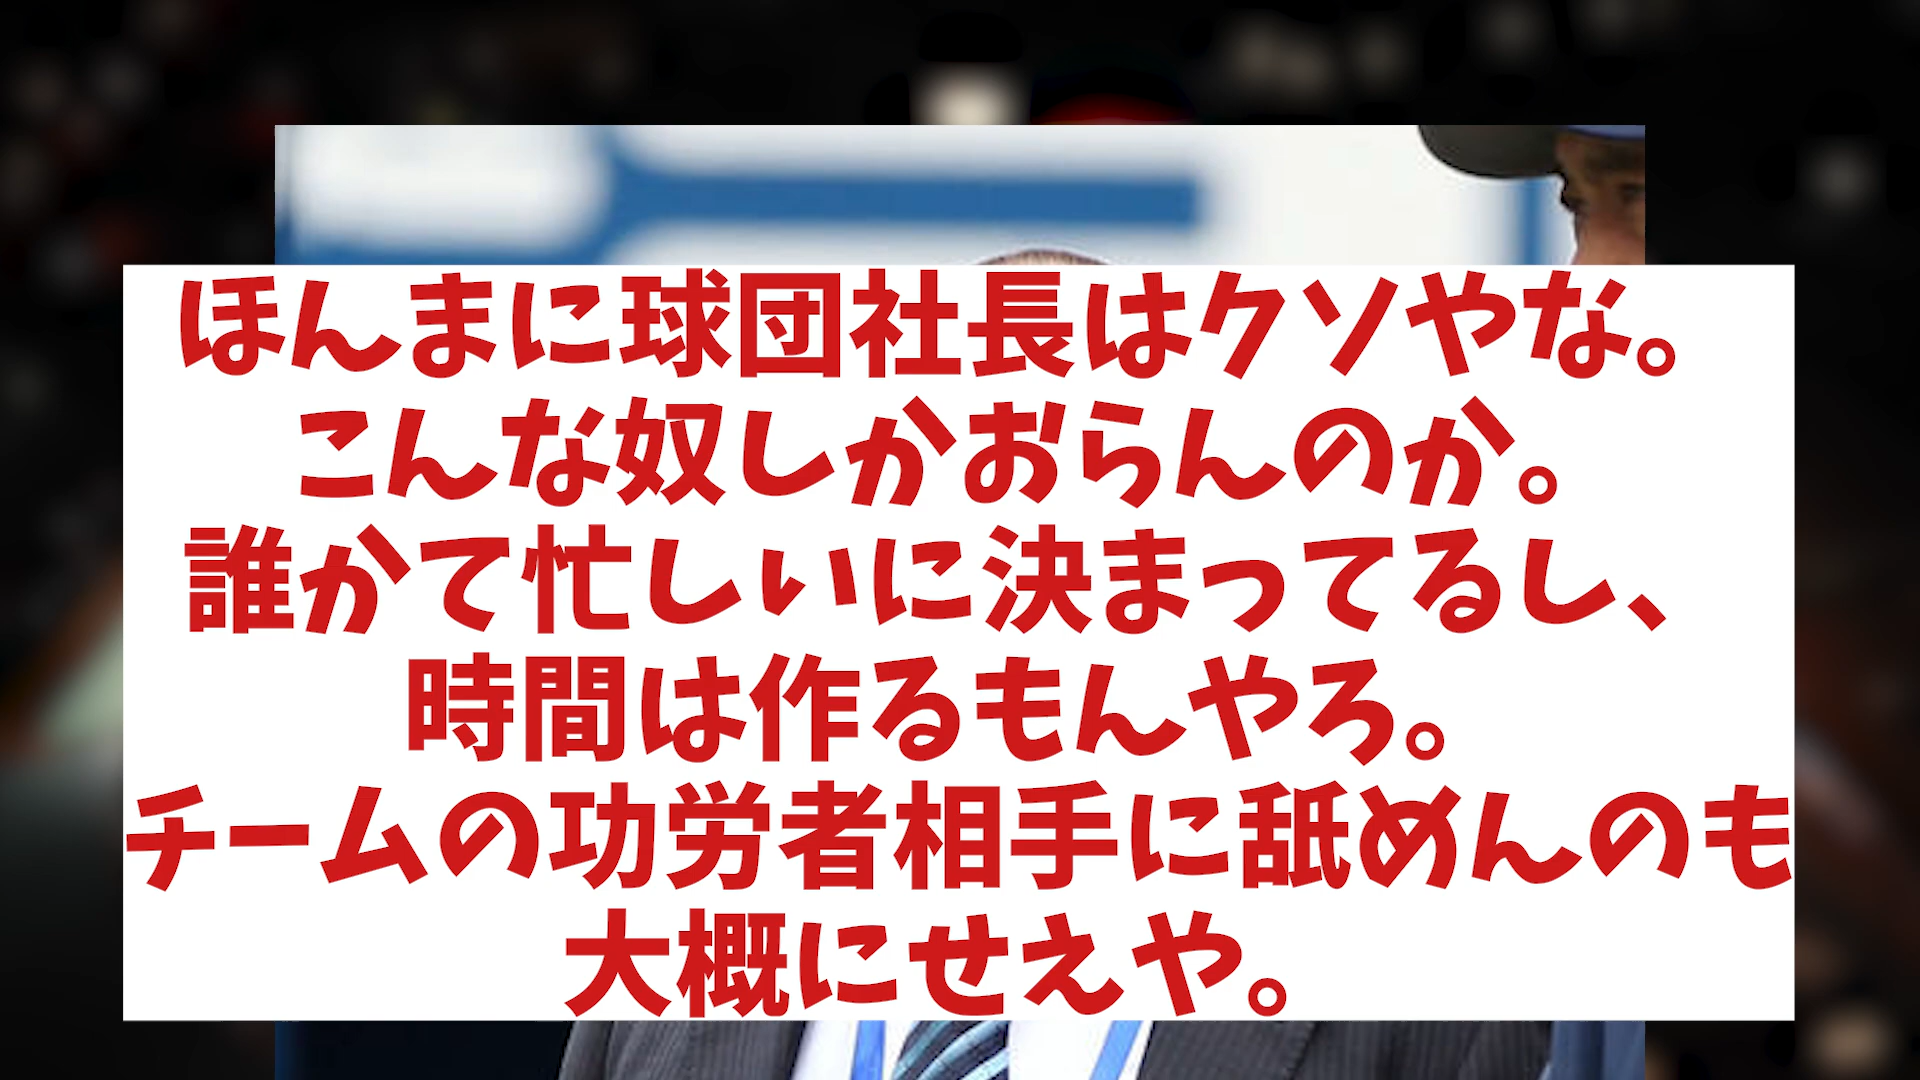 ほんまに球団社長はクソやな。
こんな奴しかおらんのか。
誰かて忙しいに決まってるし、
時間は作るもんやろ。
チームの功労者相手に舐めんのも
大概にせえや。